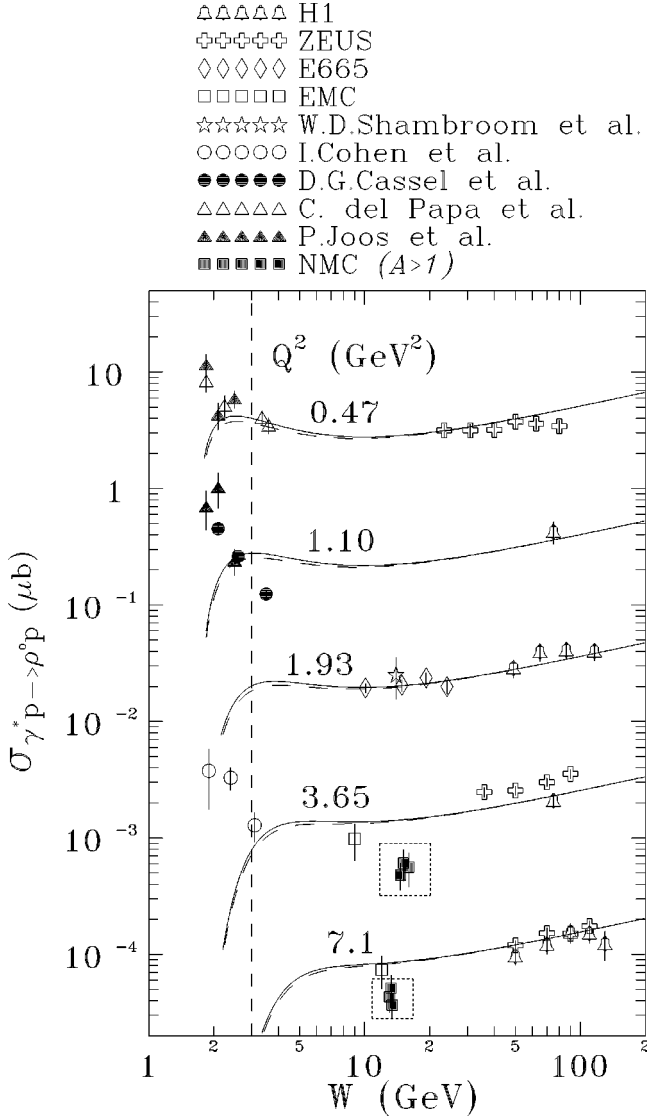 H1
ZEUS
E665
EMC
W.D.Shambroom et al.
I.Cohen et al.
D.G.Cassel et al.
C. del Papa et al.
P.Joos et al.
NMC (A>1)
Q² (GeV²)
10
0.47
1
1.10
10⁻¹
1.93
10⁻²
3.65
10⁻³
7.1
10⁻⁴
σγ*p−>ρ°p (μb)
1 2 5 10 2 5 100 2
W (GeV)